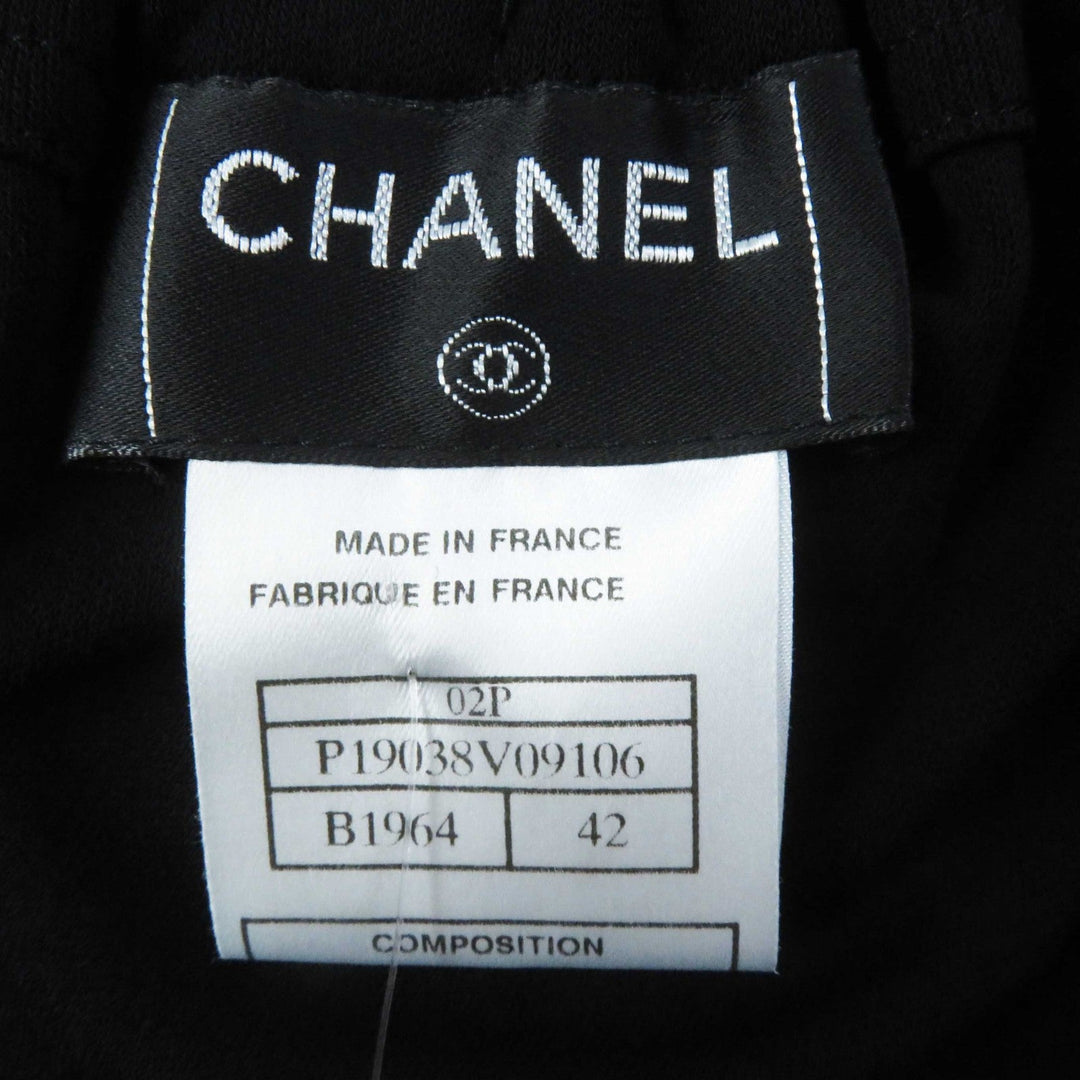 CHANEL
MADE IN FRANCE
FABRIQUE EN FRANCE
02P
P19038V09106
B1964 42
COMPOSITION